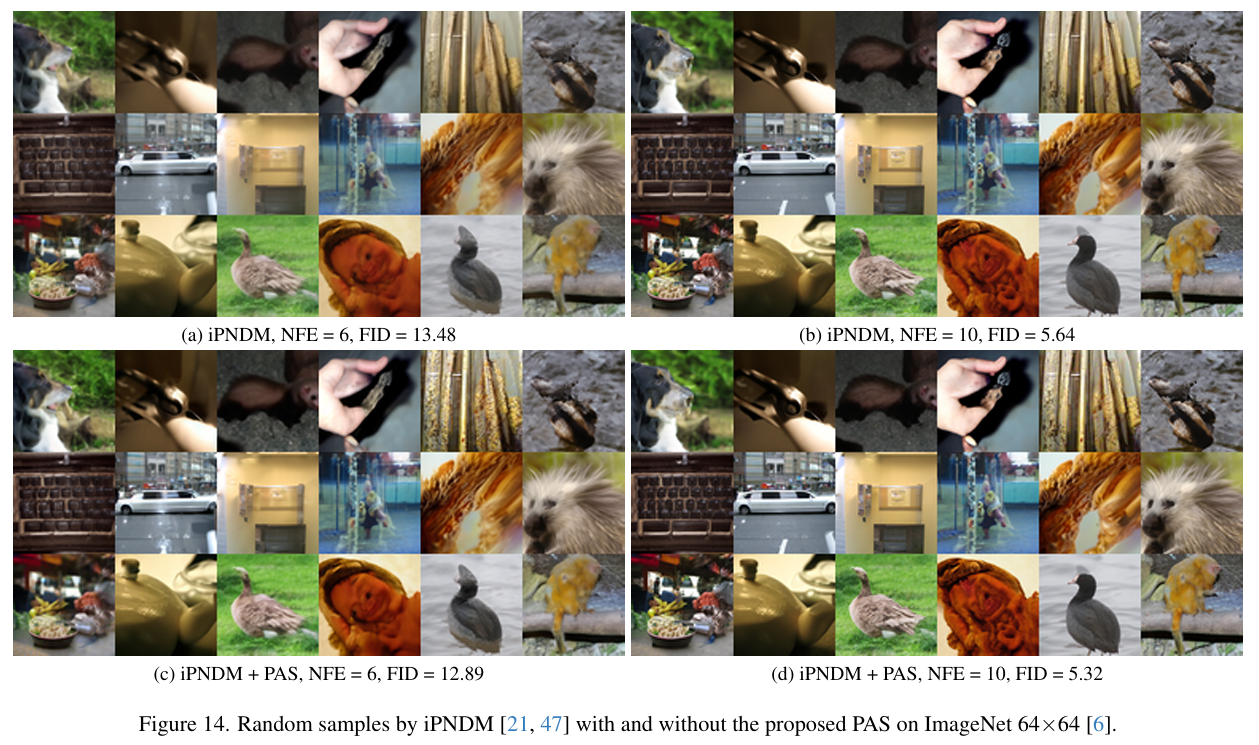 (a) iPNDM, NFE = 6, FID = 13.48
(b) iPNDM, NFE = 10, FID = 5.64
(c) iPNDM + PAS, NFE = 6, FID = 12.89
(d) iPNDM + PAS, NFE = 10, FID = 5.32
Figure 14. Random samples by iPNDM [21, 47] with and without the proposed PAS on ImageNet 64×64 [6].